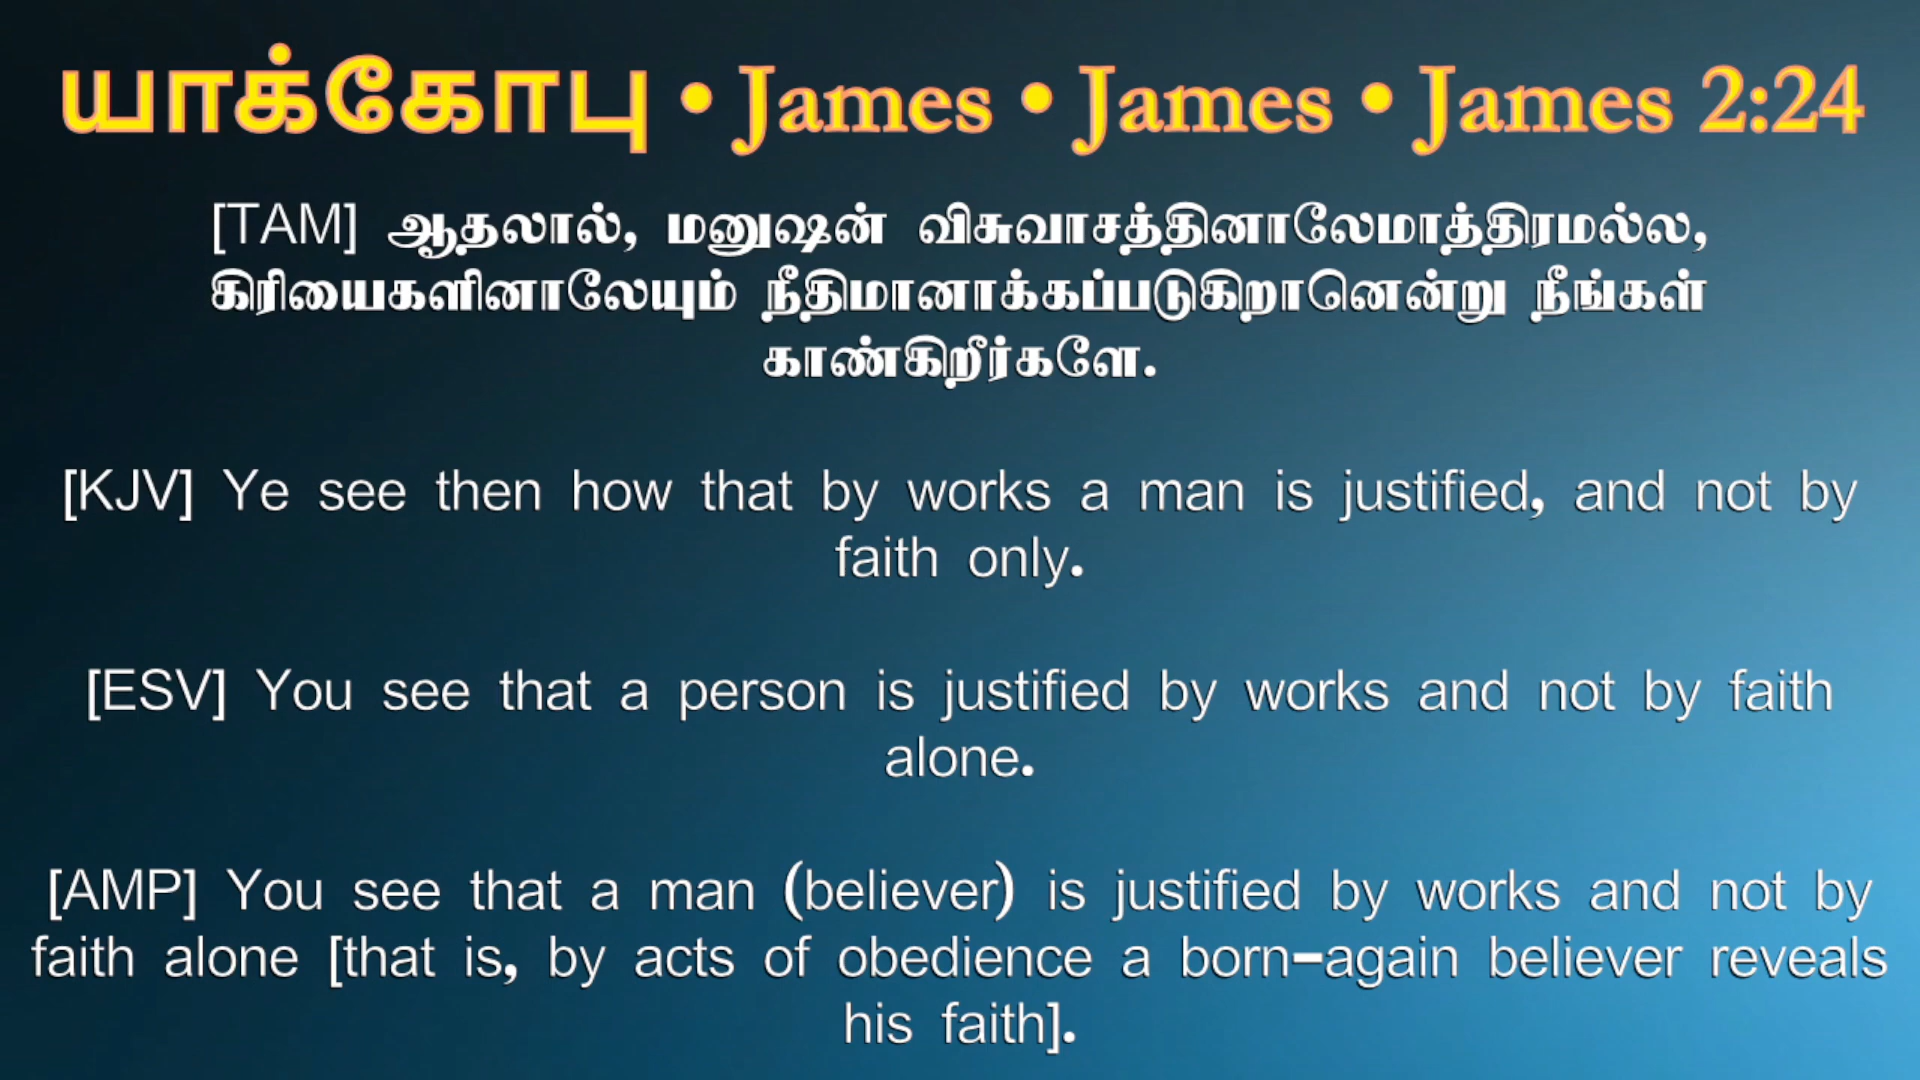 யாக்கோபு • James • James • James 2:24
[TAM] ஆதலால், மனுஷன் விசுவாசத்தினாலேமாத்திரமல்ல,
கிரியைகளினாலேயும் நீதிமானாக்கப்படுகிறானென்று நீங்கள்
காண்கிறீர்களே.
[KJV] Ye see then how that by works a man is justified, and not by
faith only.
[ESV] You see that a person is justified by works and not by faith
alone.
[AMP] You see that a man (believer) is justified by works and not by
faith alone [that is, by acts of obedience a born-again believer reveals
his faith].